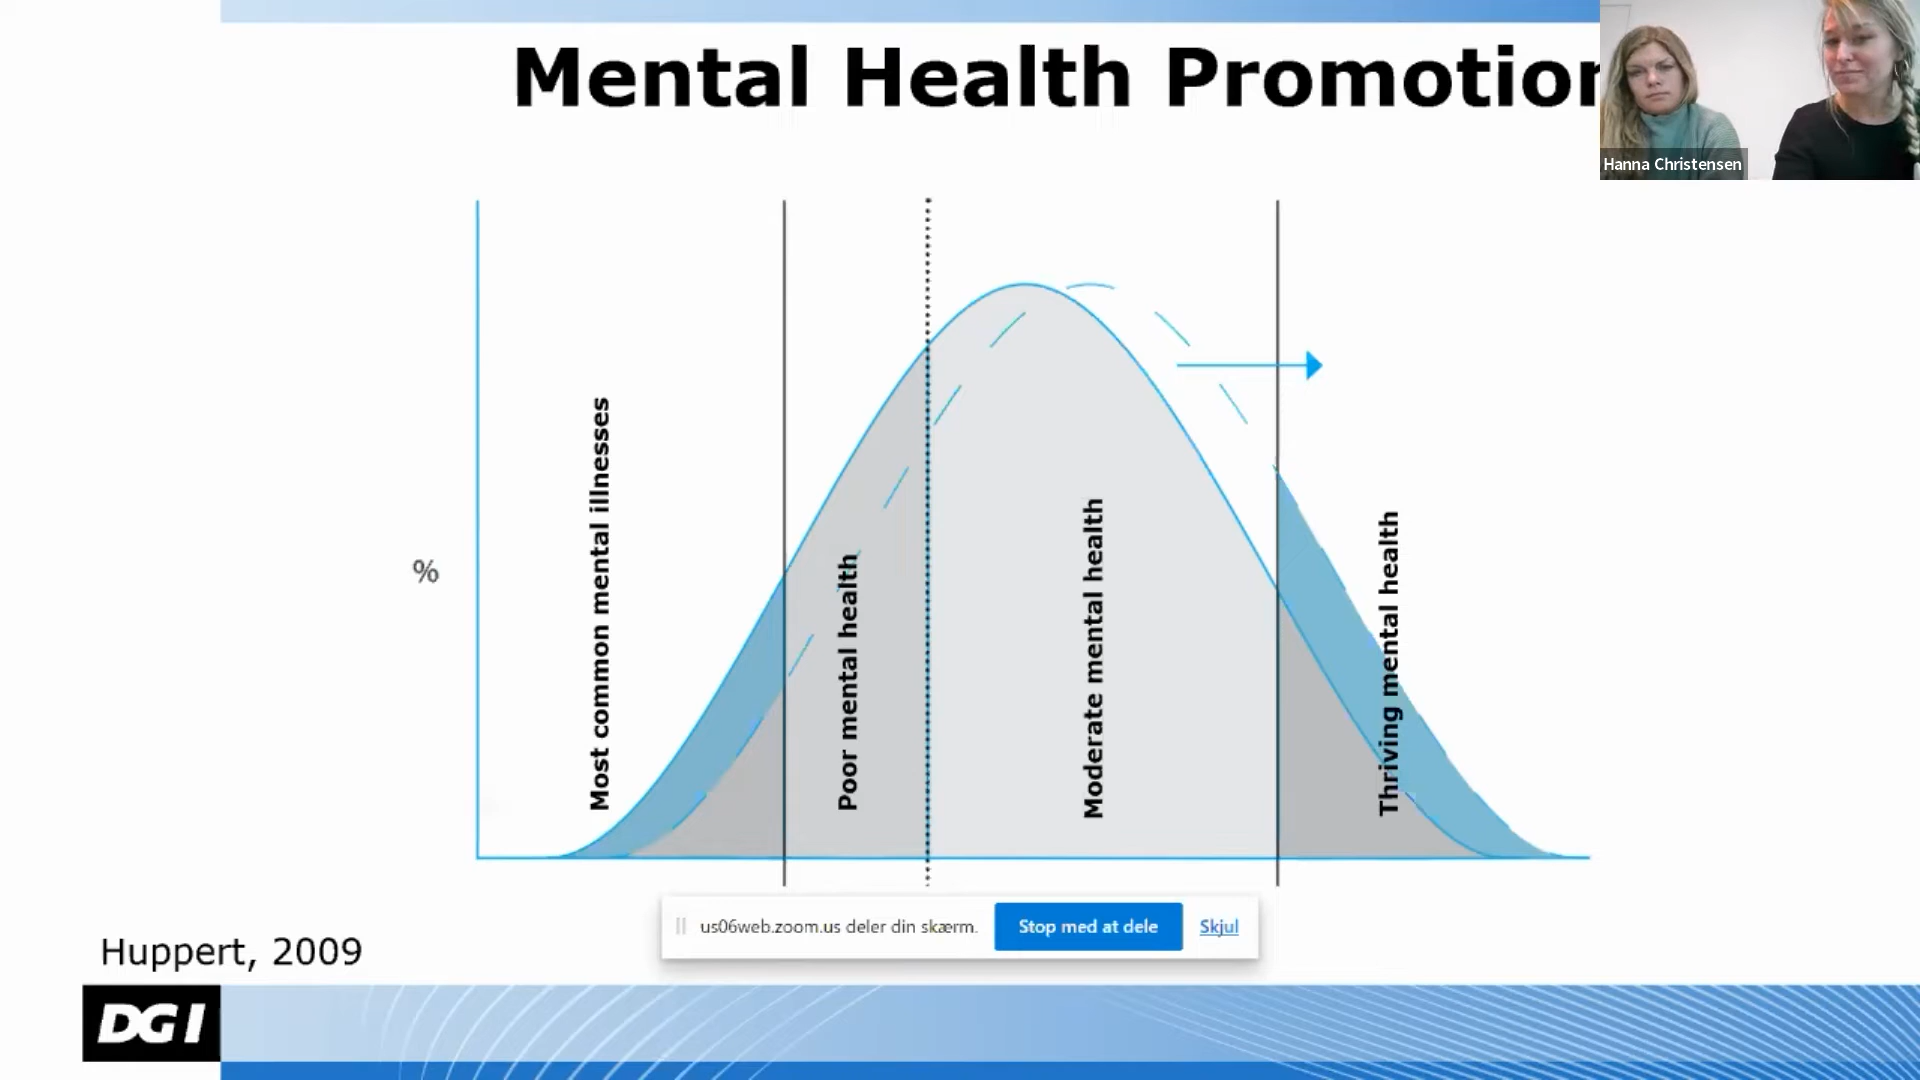 Mental Health Promotion
Hanna Christensen
%
Most common mental illnesses
Poor mental health
Moderate mental health
Thriving mental health
us06web.zoom.us deler din skærm.
Stop med at dele
Skjul
Huppert, 2009
DGI